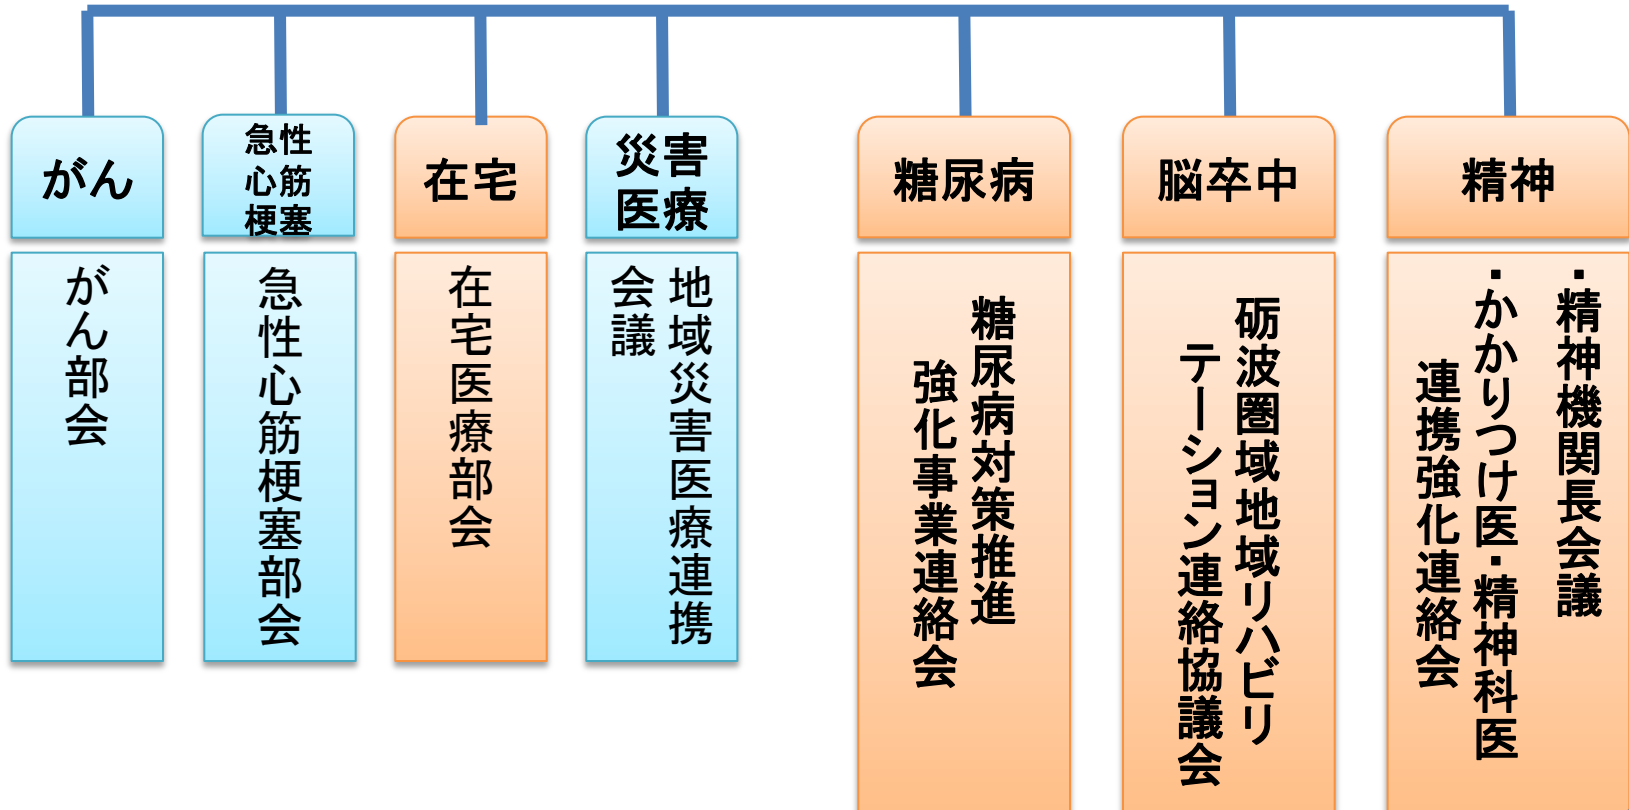 がん
急性
心筋
梗塞
在宅
災害
医療
糖尿病
脳卒中
精神
がん部会
急性心筋梗塞部会
在宅医療部会
地域災害医療連携
会議
糖尿病対策推進
強化事業連絡会
砺波圏域地域リハビリ
テーション連絡協議会
・精神機関長会議
・かかりつけ医・精神科医
連携強化連絡会